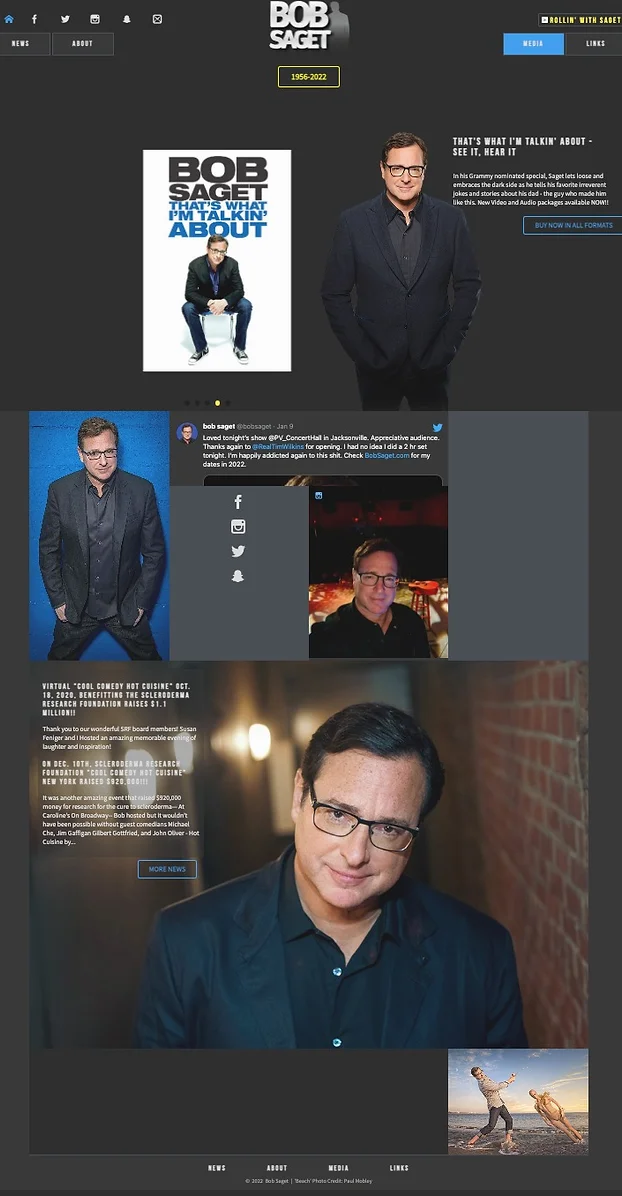 BOB
SAGET
ROLLIN' WITH SAGET
NEWS
ABOUT
MEDIA
LINKS
1956-2022
BOB
SAGET
THAT'S WHAT
I'M TALKIN'
ABOUT
THAT'S WHAT I'M TALKIN' ABOUT -
SEE IT, HEAR IT
In his Grammy nominated special, Saget lets loose and
embraces the dark side as he tells his favorite irreverent
jokes and stories about his dad - the guy who made him
like this. New Video and Audio packages available NOW!!
BUY NOW IN ALL FORMATS
bob saget @bobsaget · Jan 9
Loved tonight's show @PV_ConcertHall in Jacksonville. Appreciative audience.
Thanks again to @RealTimWilkins for opening. I had no idea I did a 2 hr set
tonight. I'm happily addicted again to this shit. Check BobSaget.com for my
dates in 2022.
VIRTUAL "COOL COMEDY HOT CUISINE" OCT.
18, 2020, BENEFITTING THE SCLERODERMA
RESEARCH FOUNDATION RAISES $1.1
MILLION!!
Thank you to our wonderful SRF board members! Susan
Feniger and I Hosted an amazing memorable evening of
laughter and inspiration!
ON DEC. 10TH, SCLERODERMA RESEARCH
FOUNDATION "COOL COMEDY HOT CUISINE"
NEW YORK RAISED $920,000!!!
It was another amazing event that raised $920,000
money for research for the cure to scleroderma— At
Caroline's On Broadway-- Bob hosted but it wouldn't
have been possible without guest comedians Michael
Che, Jim Gaffigan Gilbert Gottfried, and John Oliver - Hot
Cuisine by...
MORE NEWS
NEWS
ABOUT
MEDIA
LINKS
© 2022 Bob Saget | 'Beach' Photo Credit: Paul Mobley